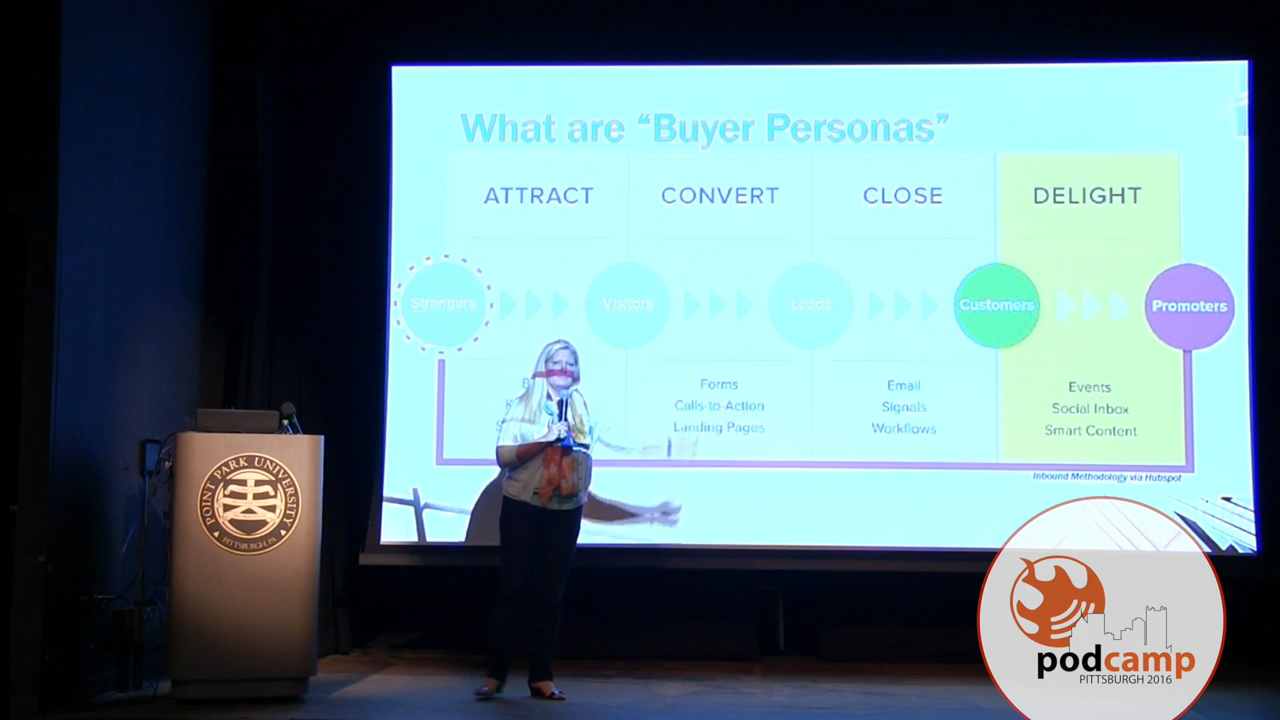 What are “Buyer Personas”
ATTRACT
CONVERT
CLOSE
DELIGHT
Strangers
Visitors
Leads
Customers
Promoters
Forms
Calls-to-Action
Landing Pages
Email
Signals
Workflows
Events
Social Inbox
Smart Content
Inbound Methodology via Hubspot
POINT PARK UNIVERSITY
PITTSBURGH, PA
podcamp
PITTSBURGH 2016